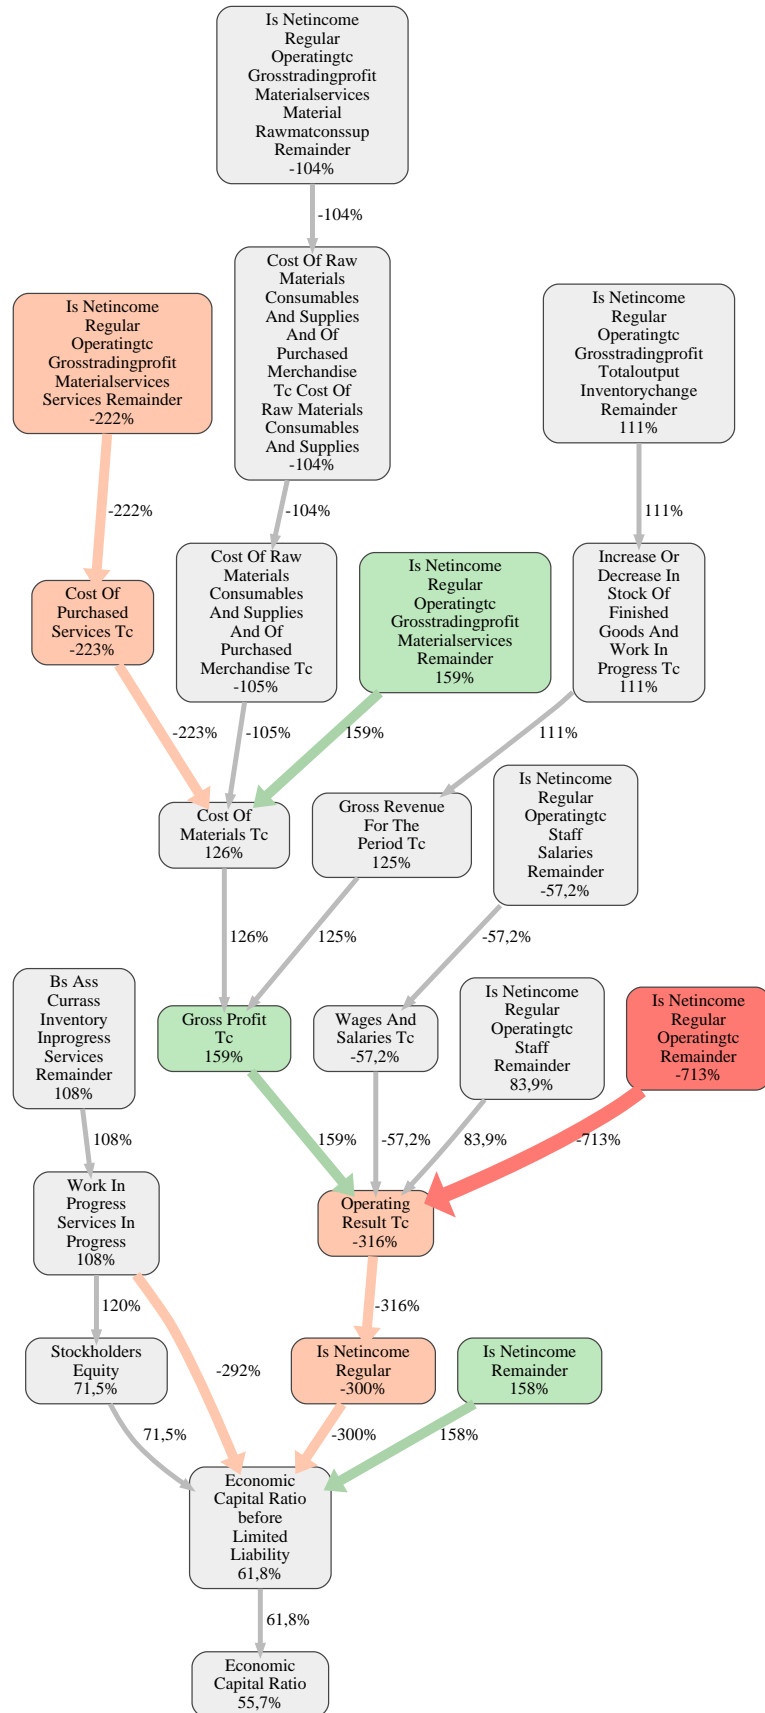 Is Netincome
Regular
Operatingtc
Grosstradingprofit
Materialservices
Material
Rawmatconssup
Remainder
-104%
-104%
Cost Of Raw
Materials
Consumables
And Supplies
And Of
Purchased
Merchandise
Tc Cost Of
Raw Materials
Consumables
And Supplies
-104%
Is Netincome
Regular
Operatingtc
Grosstradingprofit
Materialservices
Services Remainder
-222%
Is Netincome
Regular
Operatingtc
Grosstradingprofit
Totaloutput
Inventorychange
Remainder
111%
-222%
-104%
111%
Cost Of
Purchased
Services Tc
-223%
Cost Of Raw
Materials
Consumables
And Supplies
And Of
Purchased
Merchandise Tc
-105%
Is Netincome
Regular
Operatingtc
Grosstradingprofit
Materialservices
Remainder
159%
Increase Or
Decrease In
Stock Of
Finished
Goods And
Work In
Progress Tc
111%
-223%
-105%
159%
111%
Cost Of
Materials Tc
126%
Gross Revenue
For The
Period Tc
125%
Is Netincome
Regular
Operatingtc
Staff
Salaries
Remainder
-57,2%
126%
125%
-57,2%
Bs Ass
Currass
Inventory
Inprogress
Services
Remainder
108%
Gross Profit
Tc
159%
Wages And
Salaries Tc
-57,2%
Is Netincome
Regular
Operatingtc
Staff
Remainder
83,9%
Is Netincome
Regular
Operatingtc
Remainder
-713%
108%
159%
-57,2%
83,9%
-713%
Work In
Progress
Services In
Progress
108%
Operating
Result Tc
-316%
120%
-292%
-316%
Stockholders
Equity
71,5%
Is Netincome
Regular
-300%
Is Netincome
Remainder
158%
71,5%
-300%
158%
Economic
Capital Ratio
before
Limited
Liability
61,8%
61,8%
Economic
Capital Ratio
55,7%